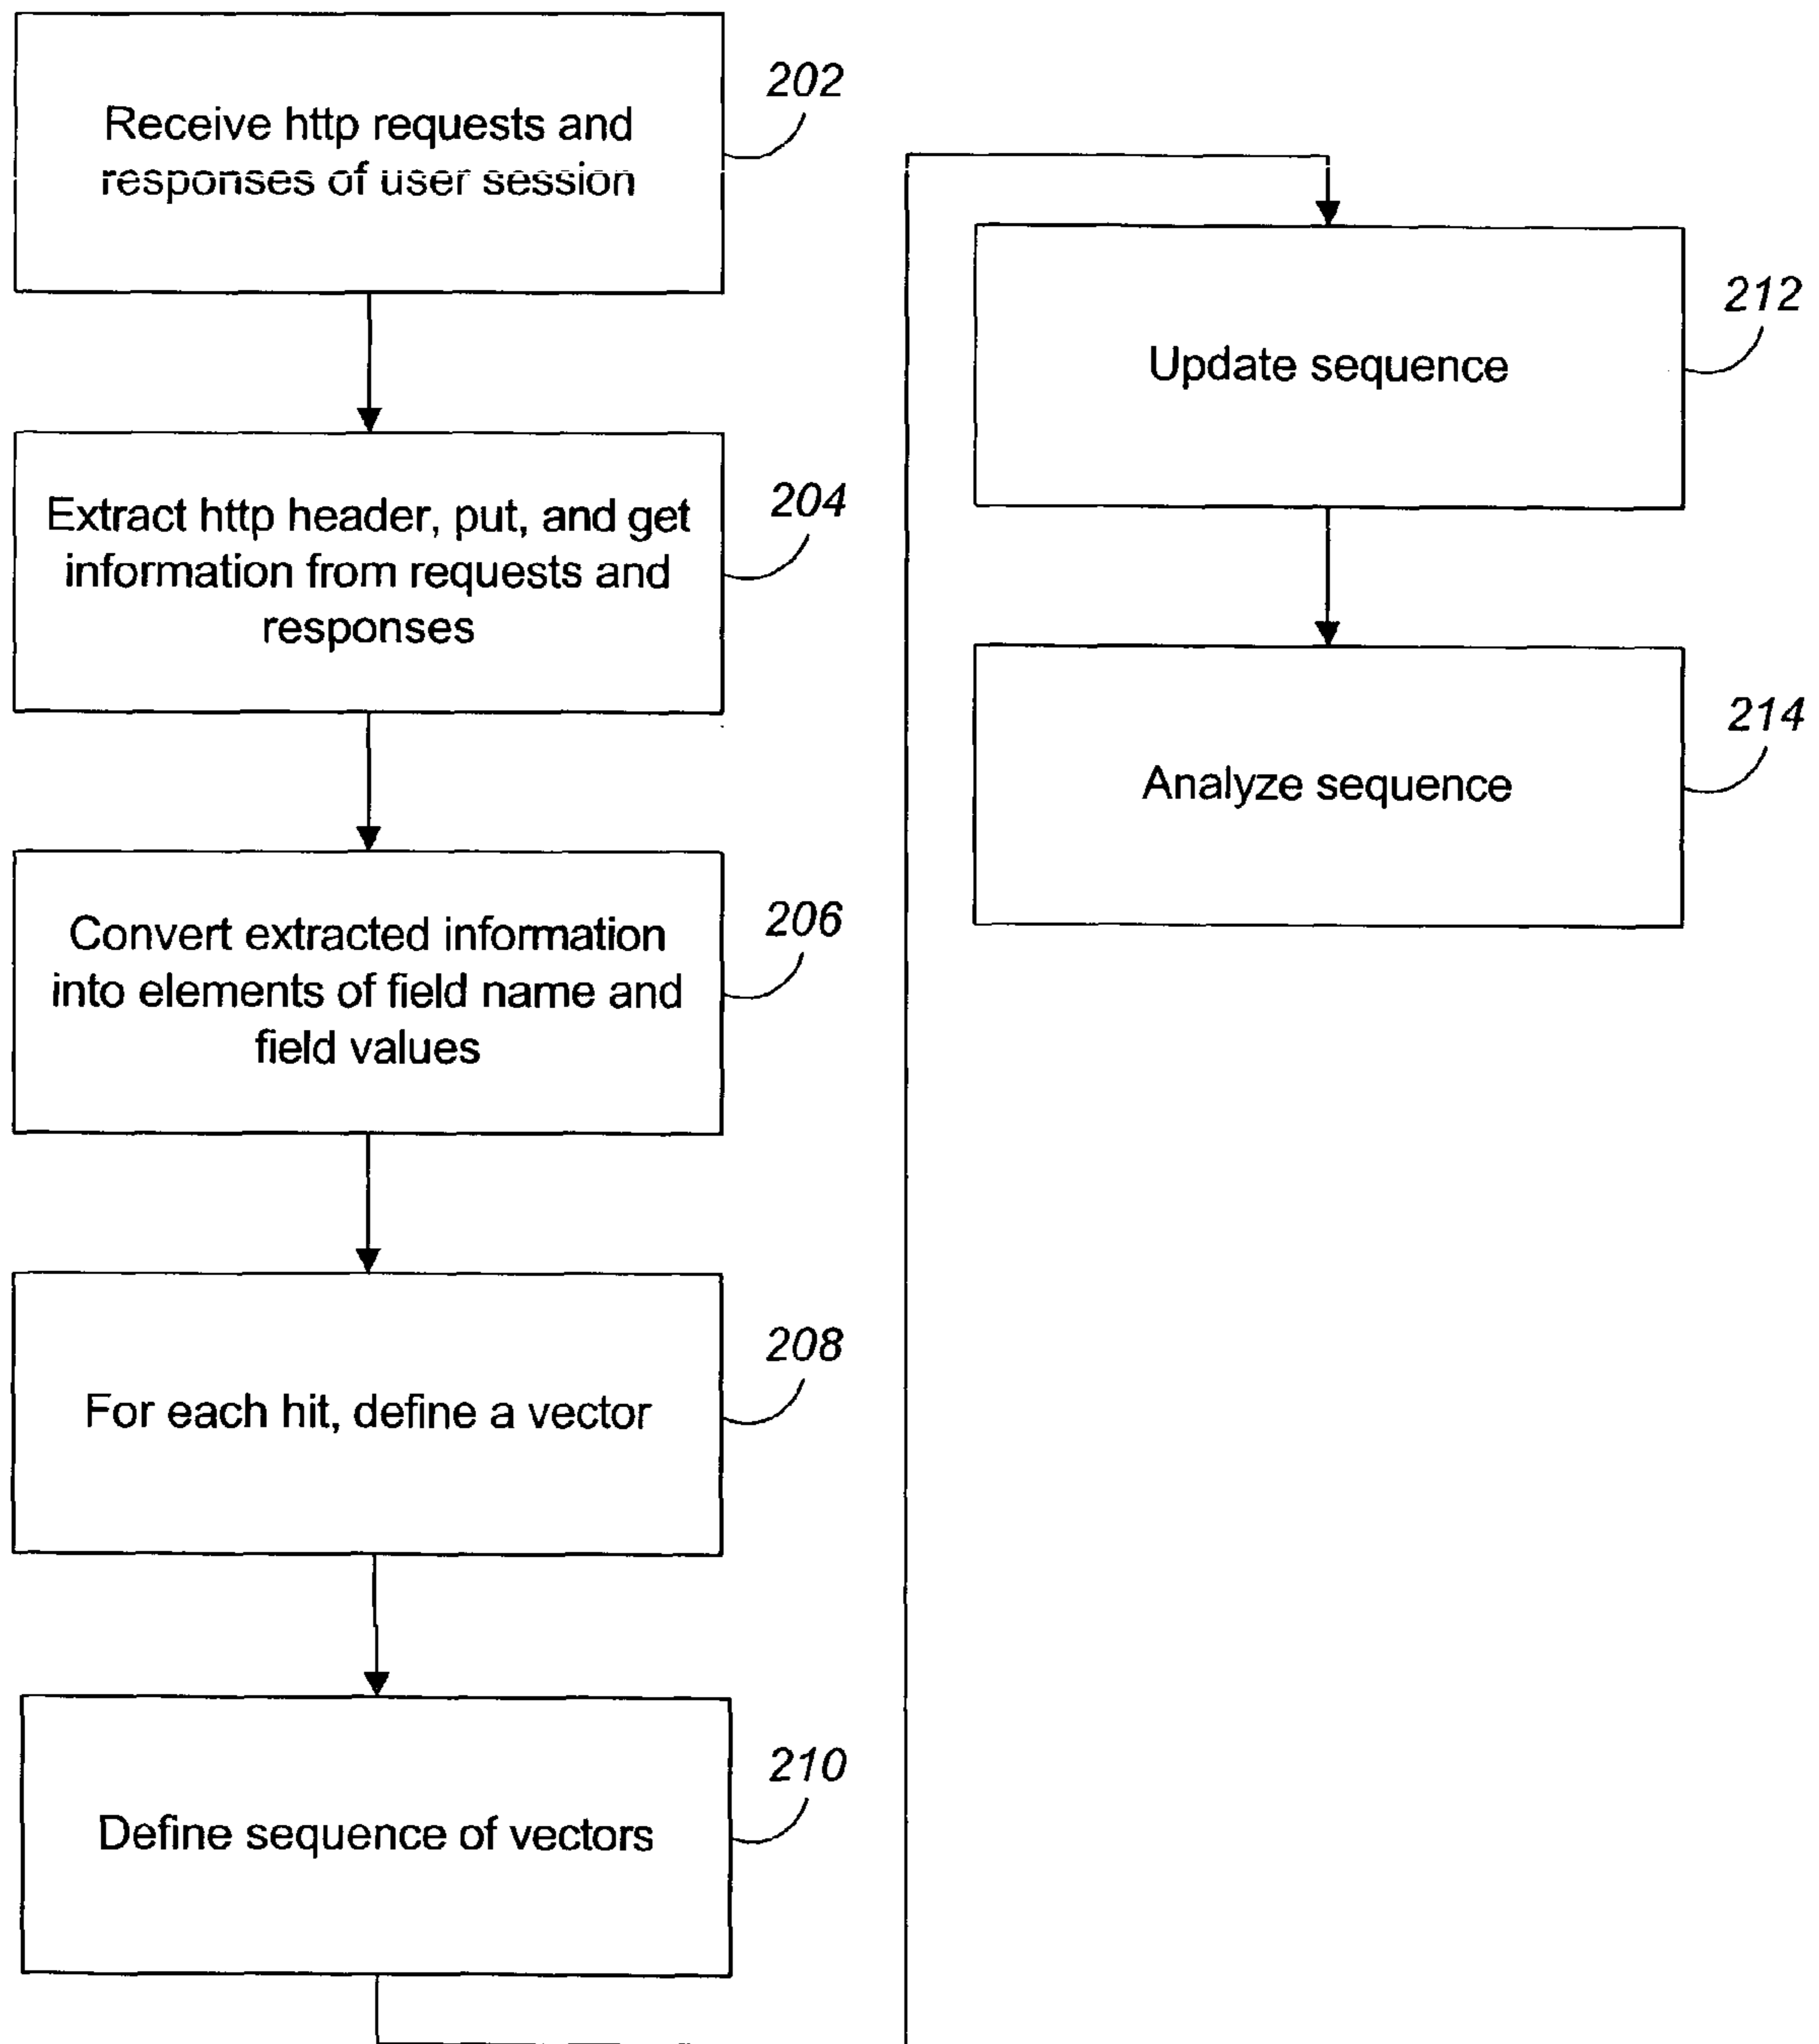 Receive http requests and
responses of user session
202
Extract http header, put, and get
information from requests and
responses
204
Convert extracted information
into elements of field name and
field values
206
For each hit, define a vector
208
Define sequence of vectors
210
Update sequence
212
Analyze sequence
214